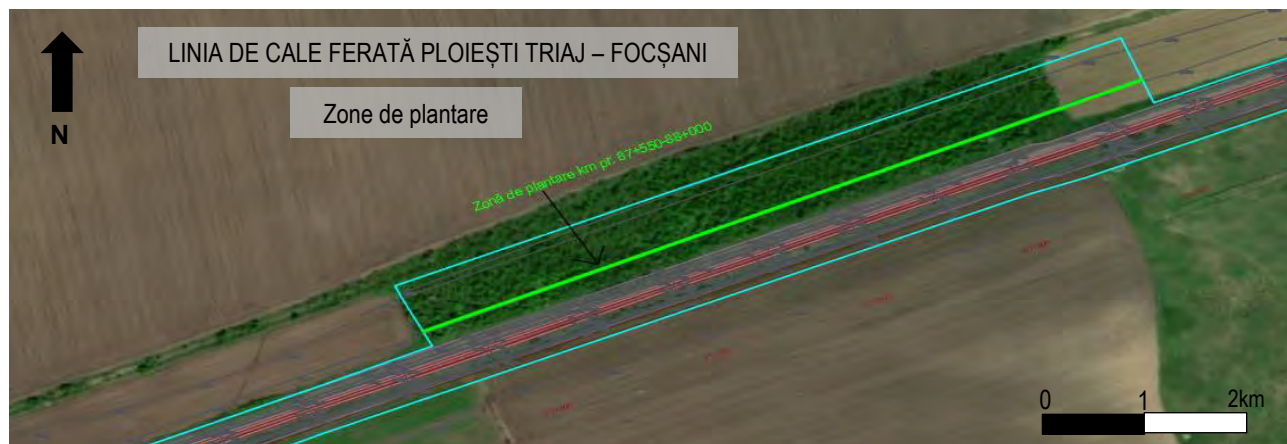 LINIA DE CALE FERATĂ PLOIEȘTI TRIAJ – FOCȘANI
Zone de plantare
N
Zonă de plantare km pr. 87+550-88+000
0 1 2km